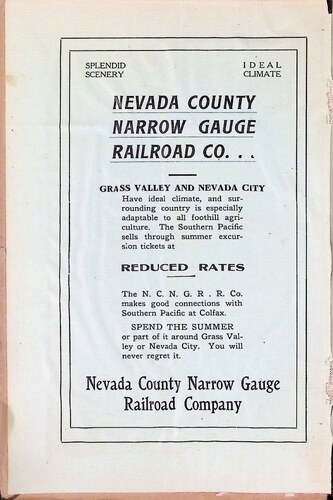 SPLENDID IDEAL
SCENERY CLIMATE
NEVADA COUNTY
NARROW GAUGE
RAILROAD CO. . .
GRASS VALLEY AND NEVADA CITY
Have ideal climate, and sur-
rounding country is especially
adaptable to all foothill agri-
culture. The Southern Pacific
sells through summer excur-
sion tickets at
REDUCED RATES
The N. C. N. G. R. R. Co.
makes good connections with
Southern Pacific at Colfax.
SPEND THE SUMMER
or part of it around Grass Val-
ley or Nevada City. You will
never regret it.
Nevada County Narrow Gauge
Railroad Company